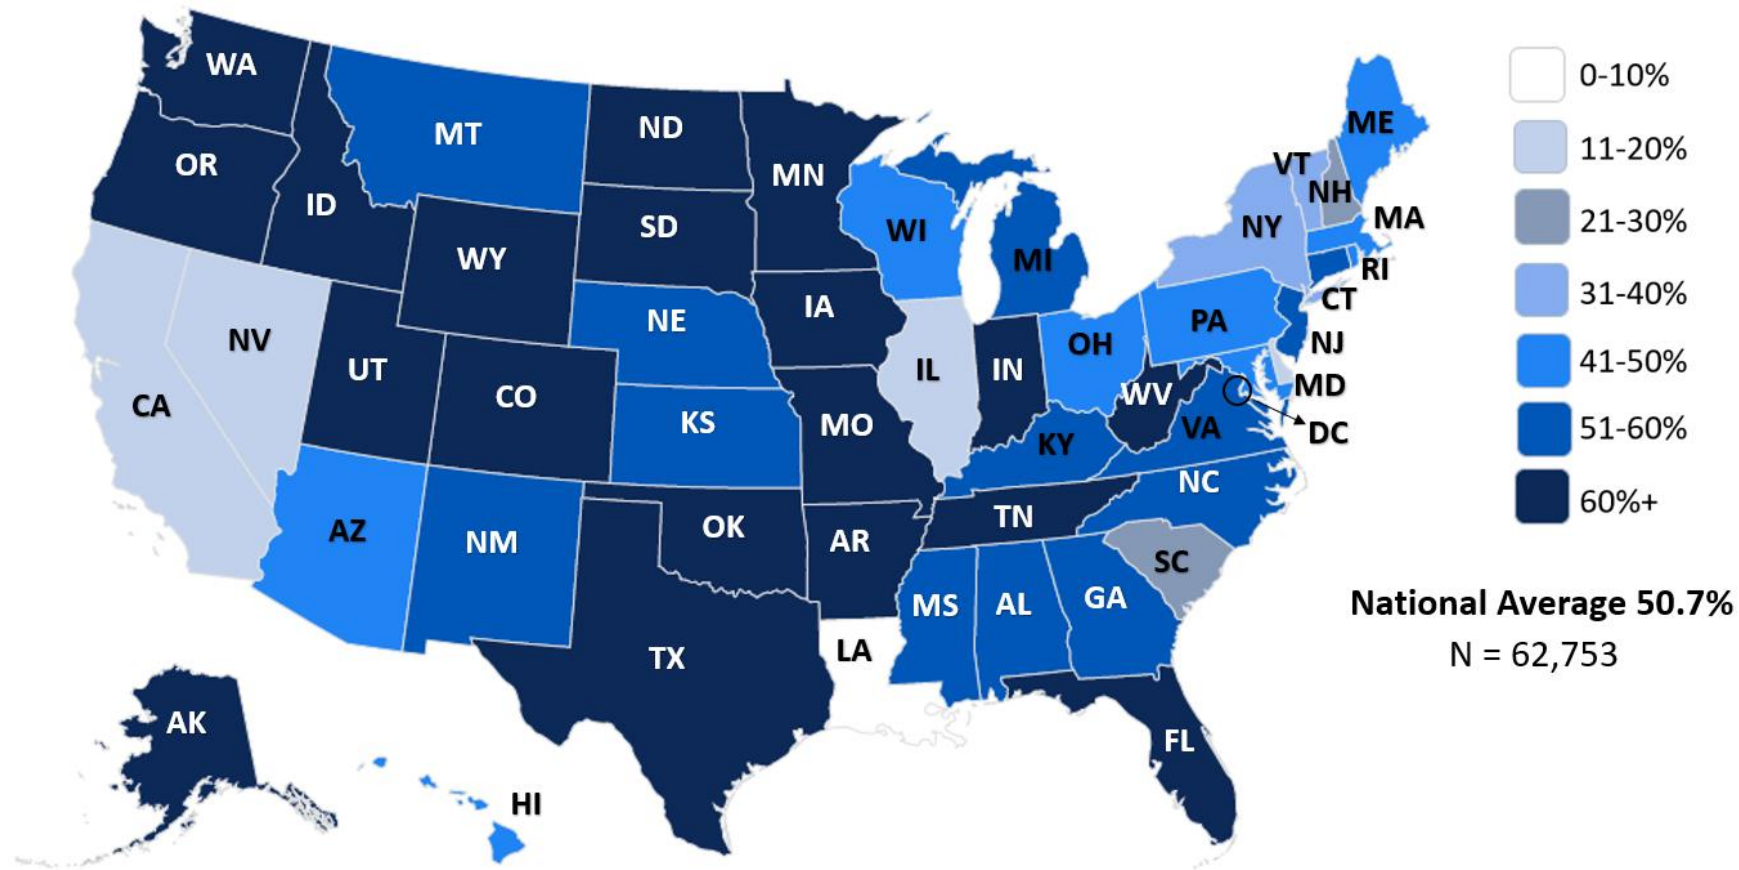 WA
MT
ND
MN
OR
ID
SD
WY
WI
MI
ME
VT
NH
NY
MA
RI
CT
NE
IA
NV
UT
CO
CA
IL
IN
OH
PA
NJ
MD
DC
WV
VA
KS
MO
KY
NC
TN
AZ
NM
OK
AR
SC
MS
AL
GA
TX
LA
FL
AK
HI
0-10%
11-20%
21-30%
31-40%
41-50%
51-60%
60%+
National Average 50.7%
N = 62,753